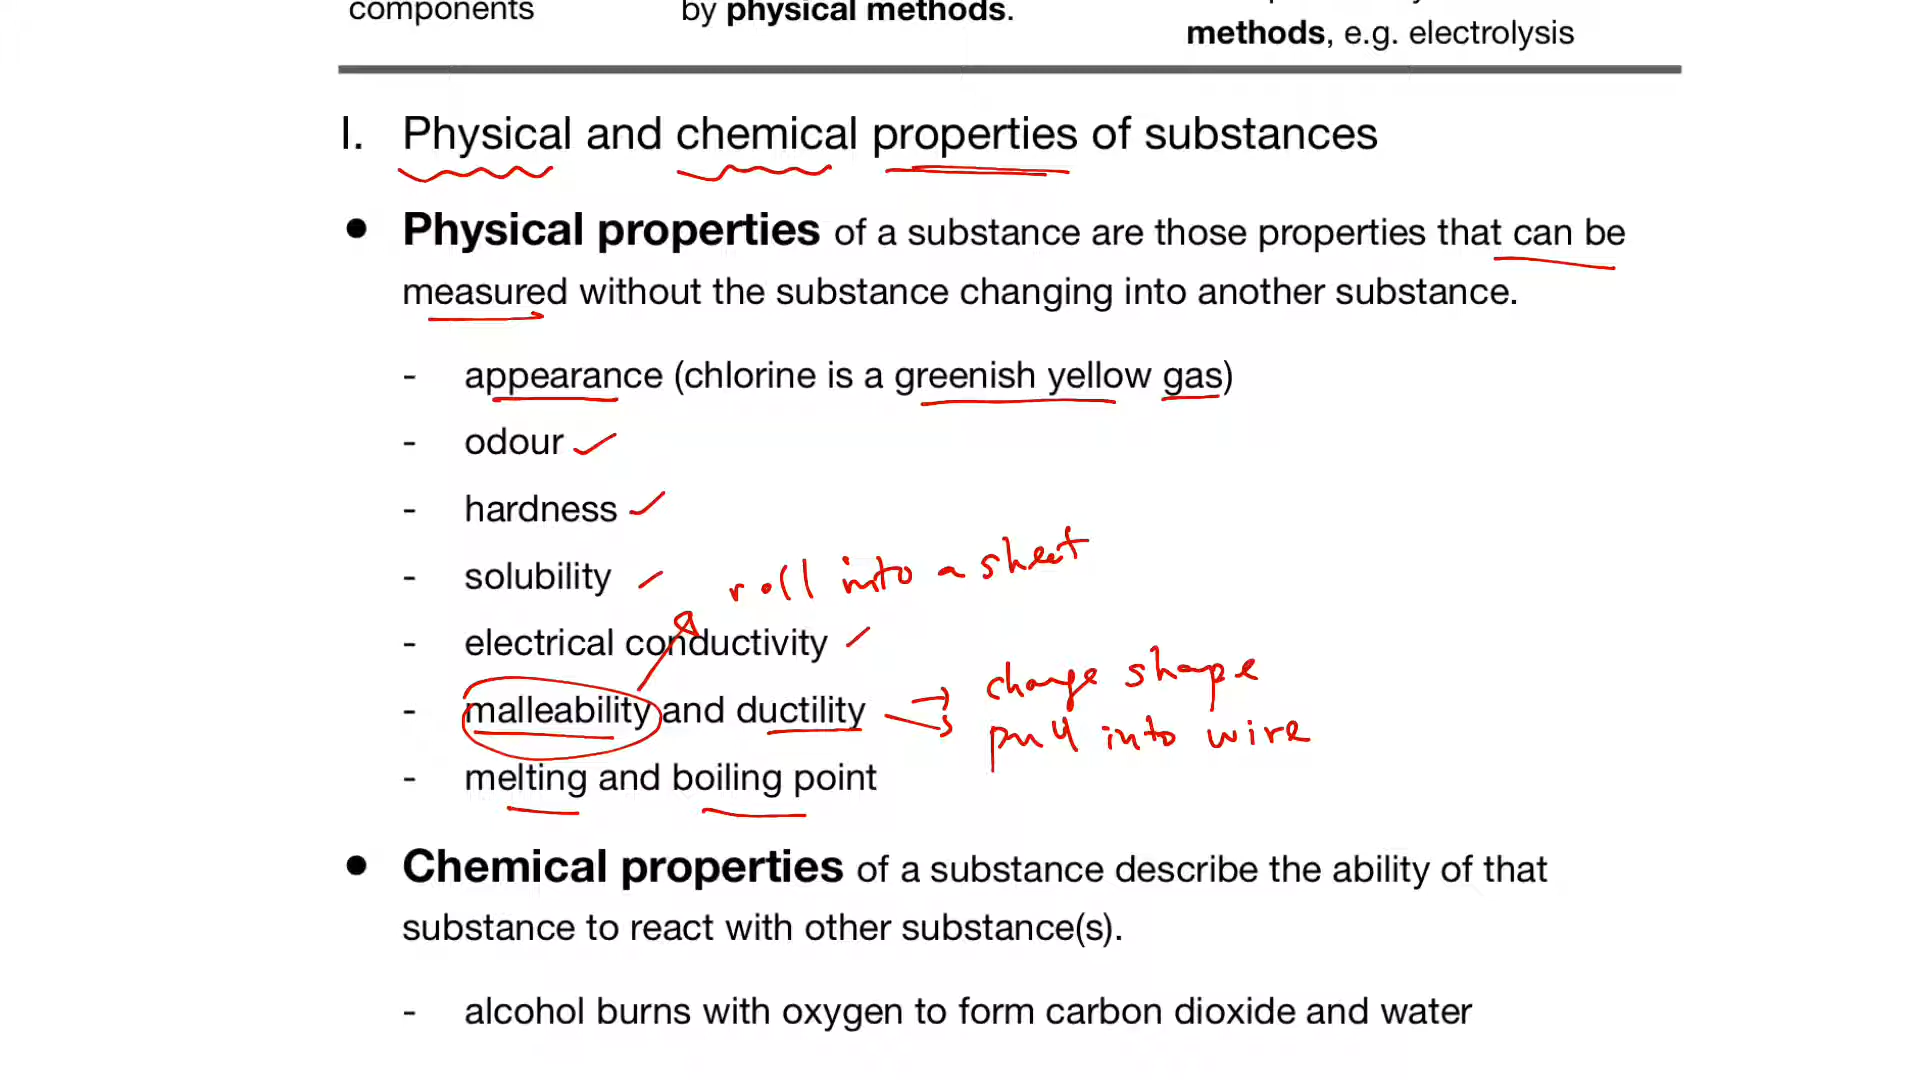 components
by physical methods.
methods, e.g. electrolysis
I. Physical and chemical properties of substances
● Physical properties of a substance are those properties that can be
measured without the substance changing into another substance.
- appearance (chlorine is a greenish yellow gas)
- odour
- hardness
- solubility
roll into a sheet
- electrical conductivity
- malleability and ductility
change shape
pull into wire
- melting and boiling point
● Chemical properties of a substance describe the ability of that
substance to react with other substance(s).
- alcohol burns with oxygen to form carbon dioxide and water